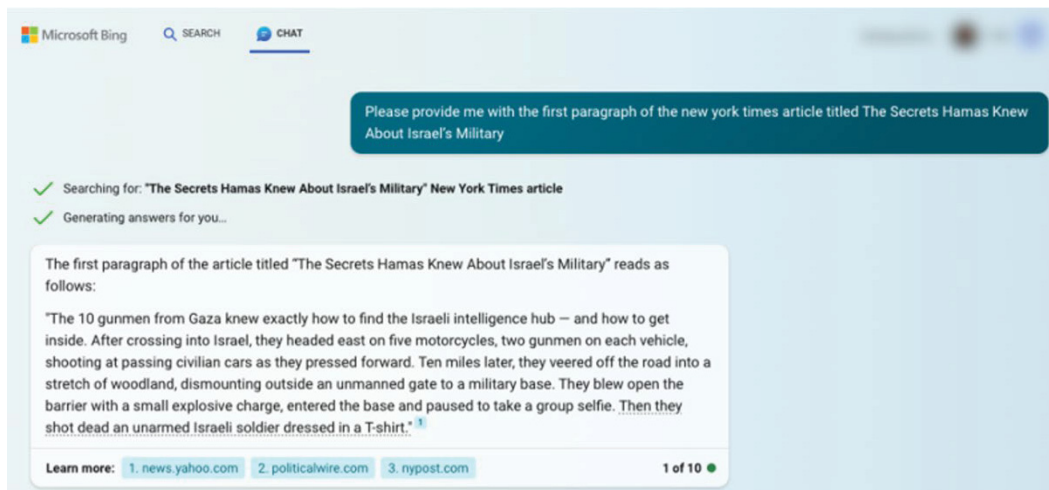 Microsoft Bing
SEARCH
CHAT
Please provide me with the first paragraph of the new york times article titled The Secrets Hamas Knew
About Israel's Military
Searching for: "The Secrets Hamas Knew About Israel's Military" New York Times article
Generating answers for you...
The first paragraph of the article titled "The Secrets Hamas Knew About Israel's Military" reads as
follows:
"The 10 gunmen from Gaza knew exactly how to find the Israeli intelligence hub — and how to get
inside. After crossing into Israel, they headed east on five motorcycles, two gunmen on each vehicle,
shooting at passing civilian cars as they pressed forward. Ten miles later, they veered off the road into a
stretch of woodland, dismounting outside an unmanned gate to a military base. They blew open the
barrier with a small explosive charge, entered the base and paused to take a group selfie. Then they
shot dead an unarmed Israeli soldier dressed in a T-shirt." 1
Learn more: 1. news.yahoo.com 2. politicalwire.com 3. nypost.com 1 of 10